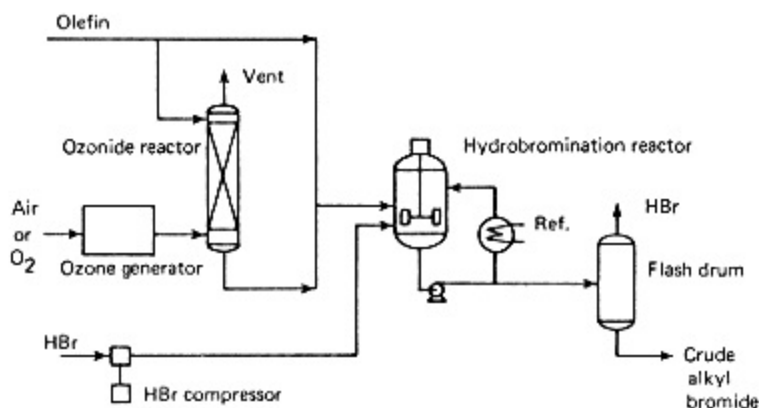 Olefin
Vent
Ozonide reactor
Hydrobromination reactor
Air
or
O2
Ozone generator
Ref.
HBr
Flash drum
HBr
HBr compressor
Crude
alkyl
bromide